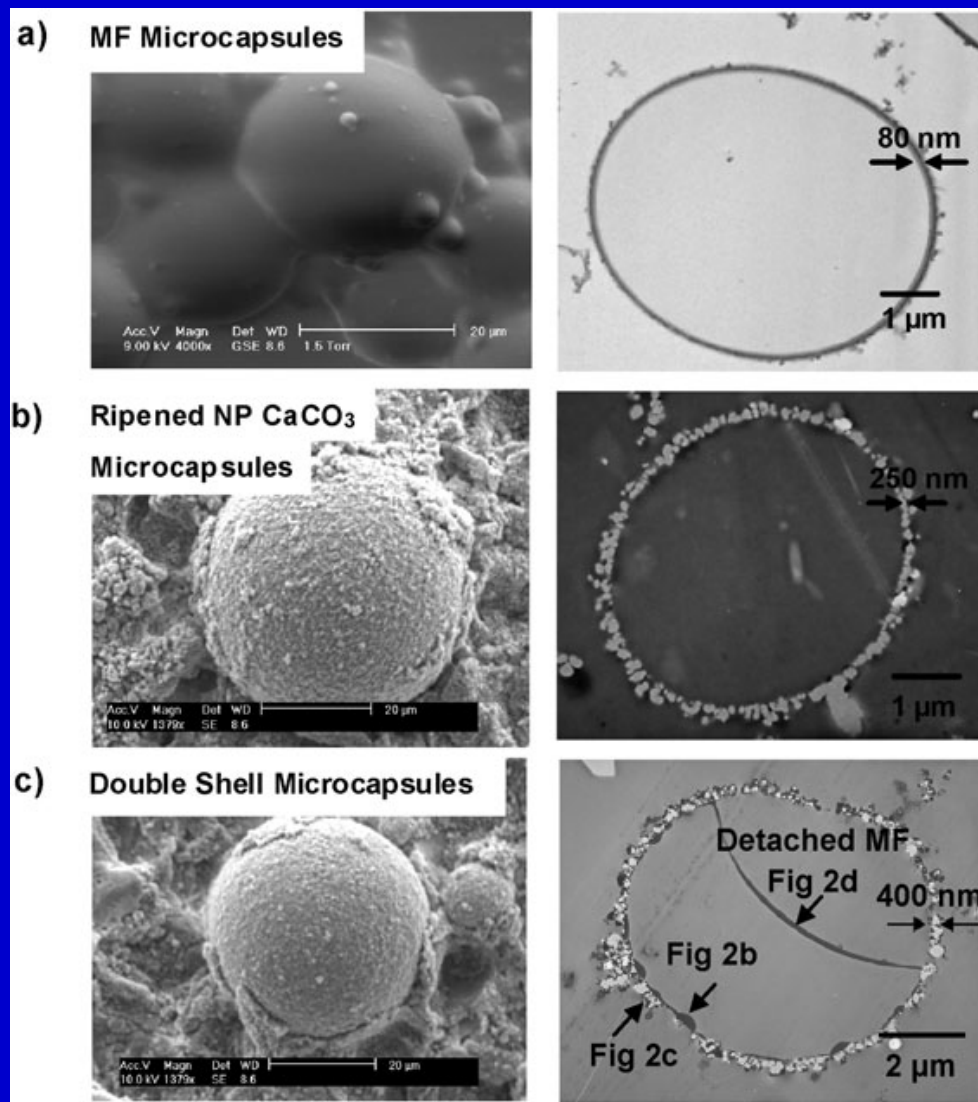 a) MF Microcapsules
80 nm
1 µm
Acc.V Magn Det WD 20 µm
9.00 kV 4000x GSE 8.6 1.5 Torr
b) Ripened NP CaCO₃
Microcapsules
250 nm
1 µm
Acc.V Magn Det WD 20 µm
10.0 kV 1379x SE 8.6
c) Double Shell Microcapsules
Detached MF
Fig 2d
400 nm
Fig 2b
Fig 2c
2 µm
Acc.V Magn Det WD 20 µm
10.0 kV 1379x SE 8.6